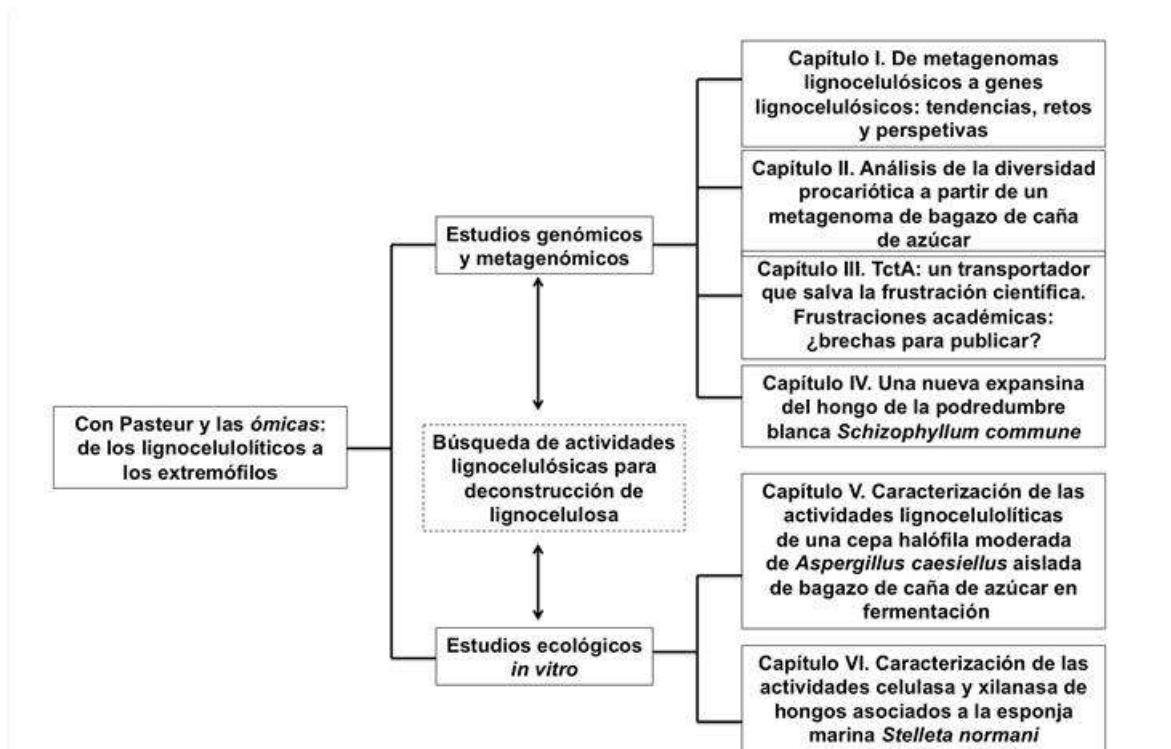 Con Pasteur y las ómicas:
de los lignocelulolíticos a
los extremófilos
Estudios genómicos
y metagenómicos
Búsqueda de actividades
lignocelulósicas para
deconstrucción de
lignocelulosa
Estudios ecológicos
in vitro
Capítulo I. De metagenomas
lignocelulósicos a genes
lignocelulósicos: tendencias, retos
y perspetivas
Capítulo II. Análisis de la diversidad
procariótica a partir de un
metagenoma de bagazo de caña
de azúcar
Capítulo III. TctA: un transportador
que salva la frustración científica.
Frustraciones académicas:
¿brechas para publicar?
Capítulo IV. Una nueva expansina
del hongo de la podredumbre
blanca Schizophyllum commune
Capítulo V. Caracterización de las
actividades lignocelulolíticas
de una cepa halófila moderada
de Aspergillus caesiellus aislada
de bagazo de caña de azúcar en
fermentación
Capítulo VI. Caracterización de las
actividades celulasa y xilanasa de
hongos asociados a la esponja
marina Stelleta normani